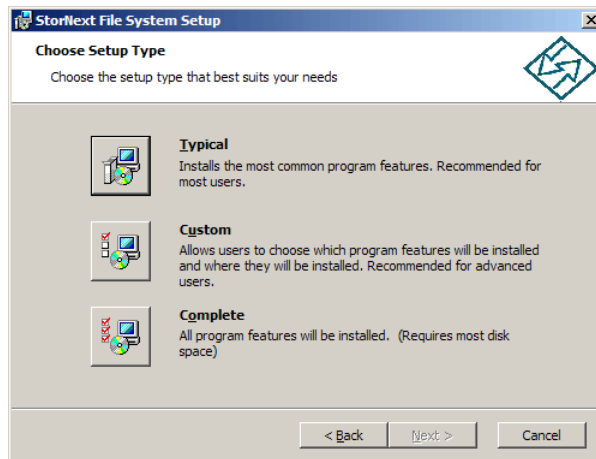 StorNext File System Setup
Choose Setup Type
Choose the setup type that best suits your needs
Typical
Installs the most common program features. Recommended for
most users.
Custom
Allows users to choose which program features will be installed
and where they will be installed. Recommended for advanced
users.
Complete
All program features will be installed. (Requires most disk
space)
< Back Next > Cancel